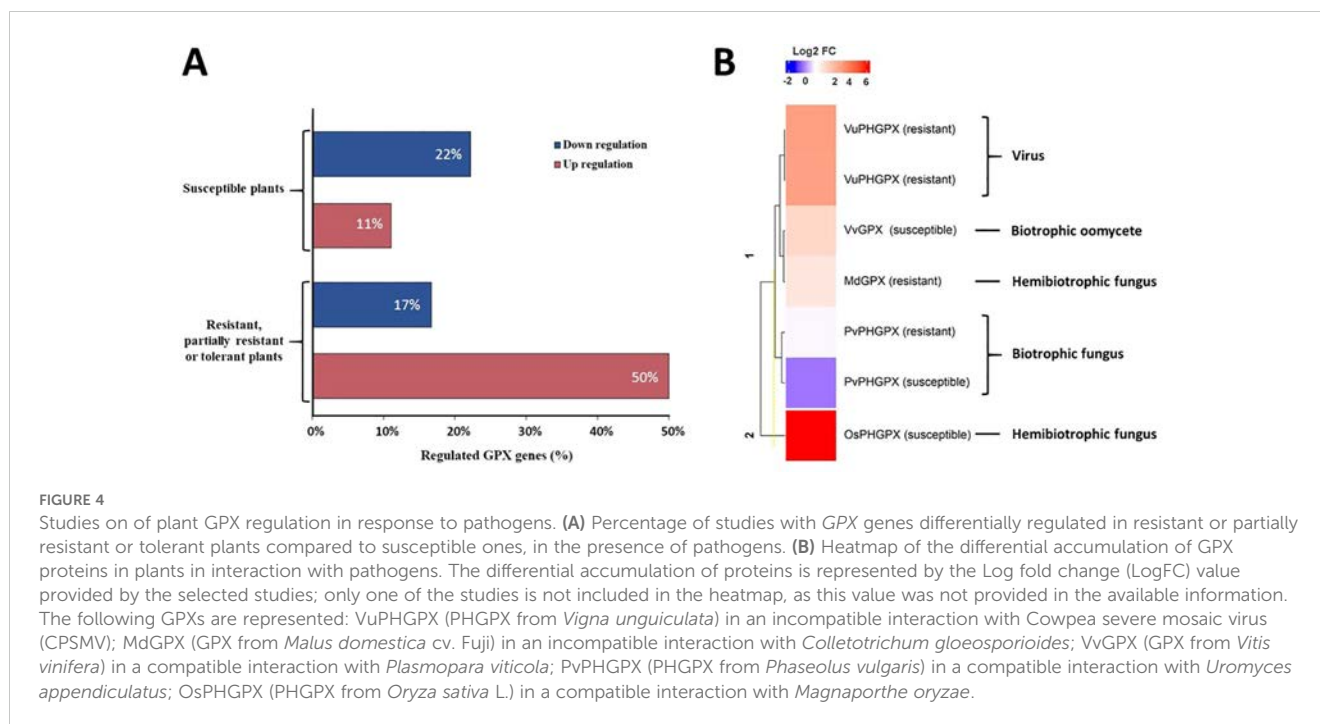 A
Down regulation
Up regulation
Susceptible plants
22%
11%
Resistant,
partially resistant
or tolerant plants
17%
50%
0% 10% 20% 30% 40% 50%
Regulated GPX genes (%)
B
Log2 FC
-2 0 2 4 6
1
2
VuPHGPX (resistant)
VuPHGPX (resistant)
Virus
VvGPX (susceptible) Biotrophic oomycete
MdGPX (resistant) Hemibiotrophic fungus
PvPHGPX (resistant)
PvPHGPX (susceptible)
Biotrophic fungus
OsPHGPX (susceptible) Hemibiotrophic fungus
FIGURE 4
Studies on of plant GPX regulation in response to pathogens. (A) Percentage of studies with GPX genes differentially regulated in resistant or partially
resistant or tolerant plants compared to susceptible ones, in the presence of pathogens. (B) Heatmap of the differential accumulation of GPX
proteins in plants in interaction with pathogens. The differential accumulation of proteins is represented by the Log fold change (LogFC) value
provided by the selected studies; only one of the studies is not included in the heatmap, as this value was not provided in the available information.
The following GPXs are represented: VuPHGPX (PHGPX from Vigna unguiculata) in an incompatible interaction with Cowpea severe mosaic virus
(CPSMV); MdGPX (GPX from Malus domestica cv. Fuji) in an incompatible interaction with Colletotrichum gloeosporioides; VvGPX (GPX from Vitis
vinifera) in a compatible interaction with Plasmopara viticola; PvPHGPX (PHGPX from Phaseolus vulgaris) in a compatible interaction with Uromyces
appendiculatus; OsPHGPX (PHGPX from Oryza sativa L.) in a compatible interaction with Magnaporthe oryzae.